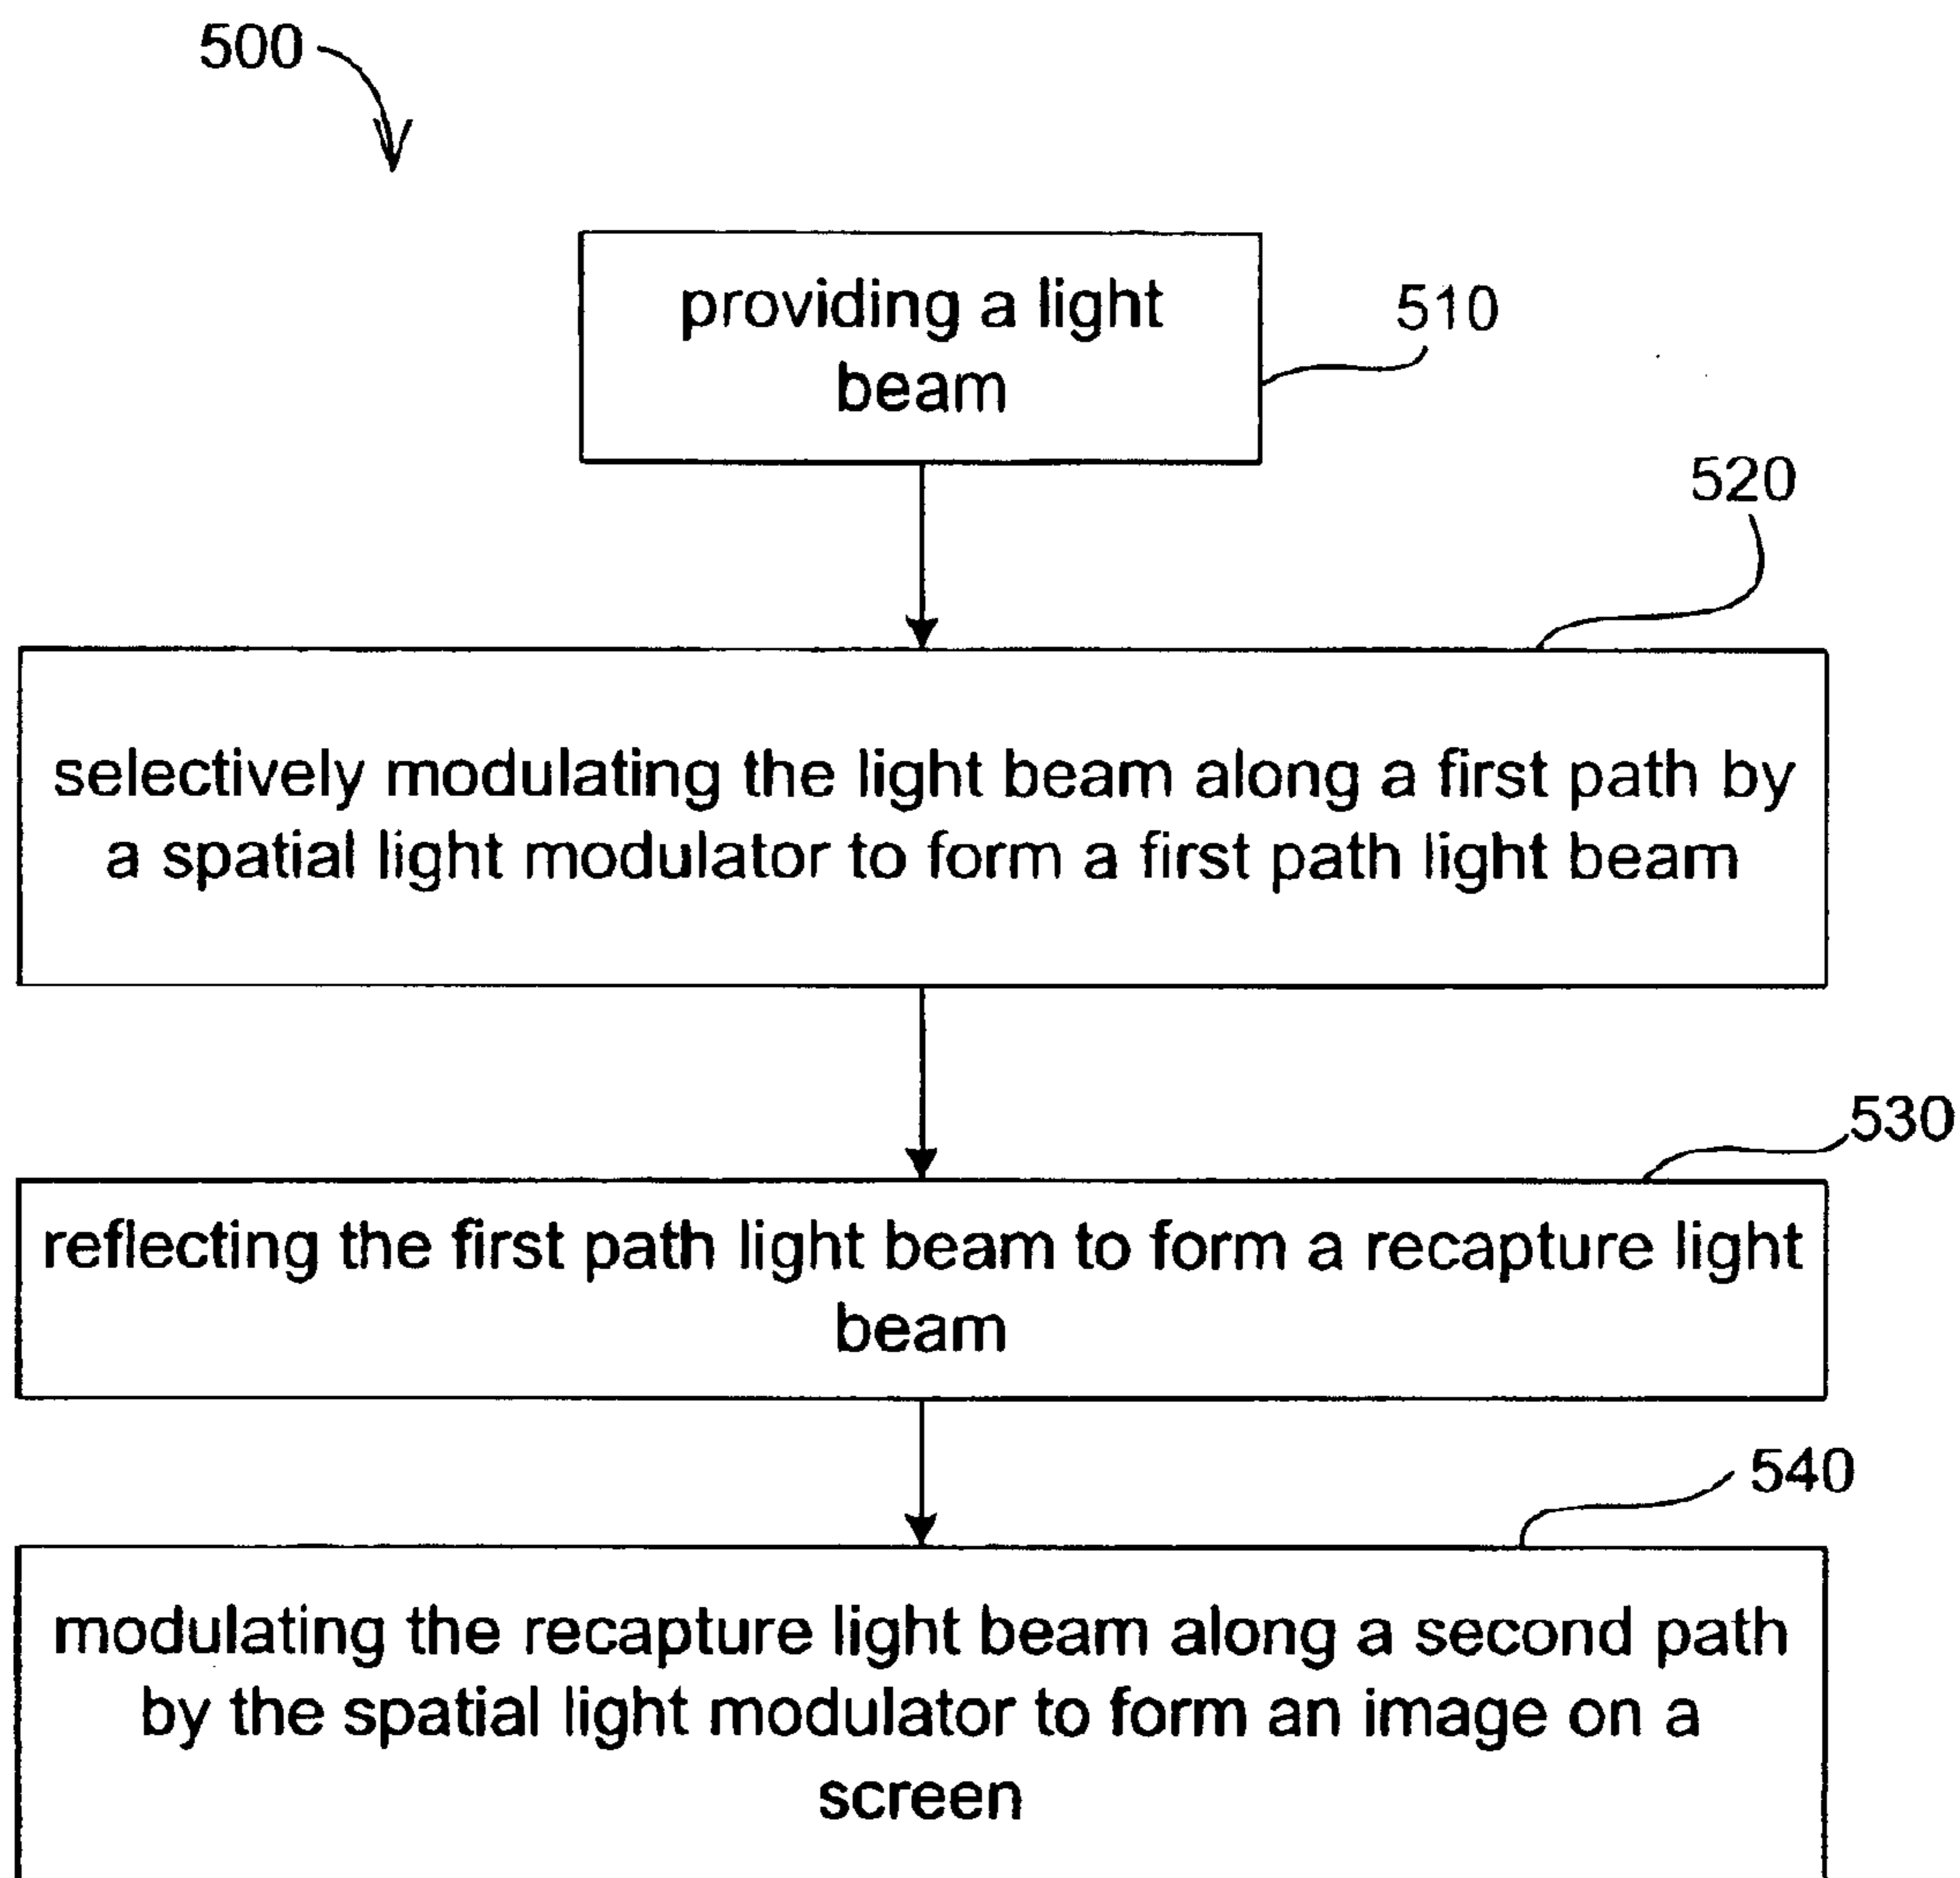 500
providing a light
beam
510
520
selectively modulating the light beam along a first path by
a spatial light modulator to form a first path light beam
530
reflecting the first path light beam to form a recapture light
beam
540
modulating the recapture light beam along a second path
by the spatial light modulator to form an image on a
screen